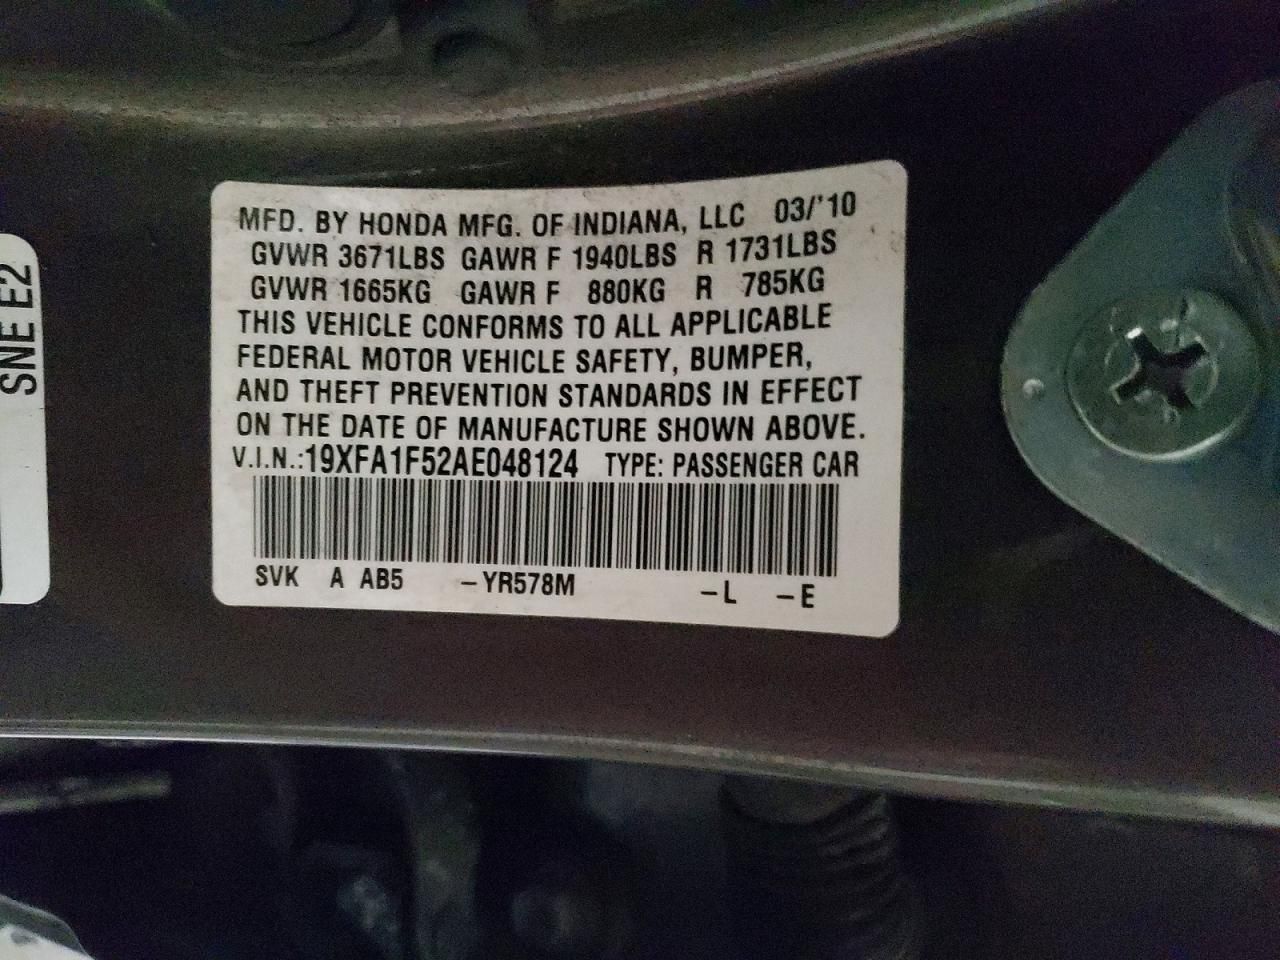 SNE E2
MFD. BY HONDA MFG. OF INDIANA, LLC 03/'10
GVWR 3671LBS GAWR F 1940LBS R 1731LBS
GVWR 1665KG GAWR F 880KG R 785KG
THIS VEHICLE CONFORMS TO ALL APPLICABLE
FEDERAL MOTOR VEHICLE SAFETY, BUMPER,
AND THEFT PREVENTION STANDARDS IN EFFECT
ON THE DATE OF MANUFACTURE SHOWN ABOVE.
V.I.N.:19XFA1F52AE048124 TYPE: PASSENGER CAR
SVK A AB5 -YR578M -L -E